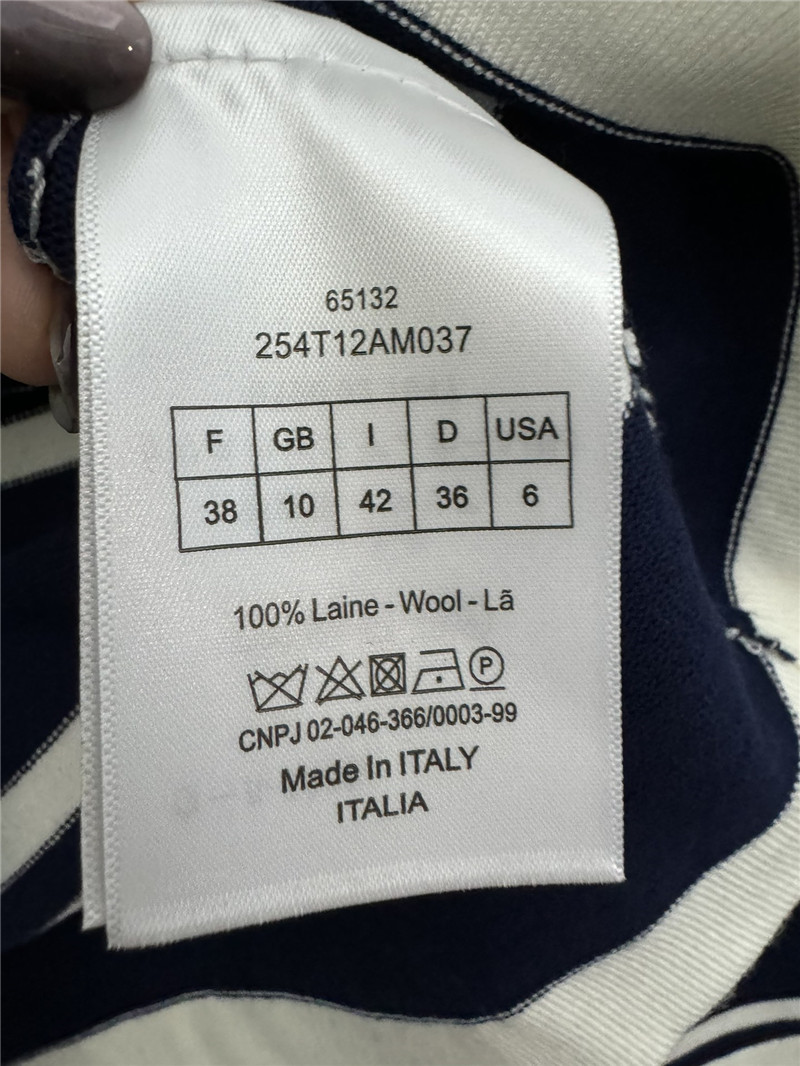 65132
254T12AM037
F GB I D USA
38 10 42 36 6
100% Laine - Wool - Lã
P
CNPJ 02-046-366/0003-99
Made In ITALY
ITALIA